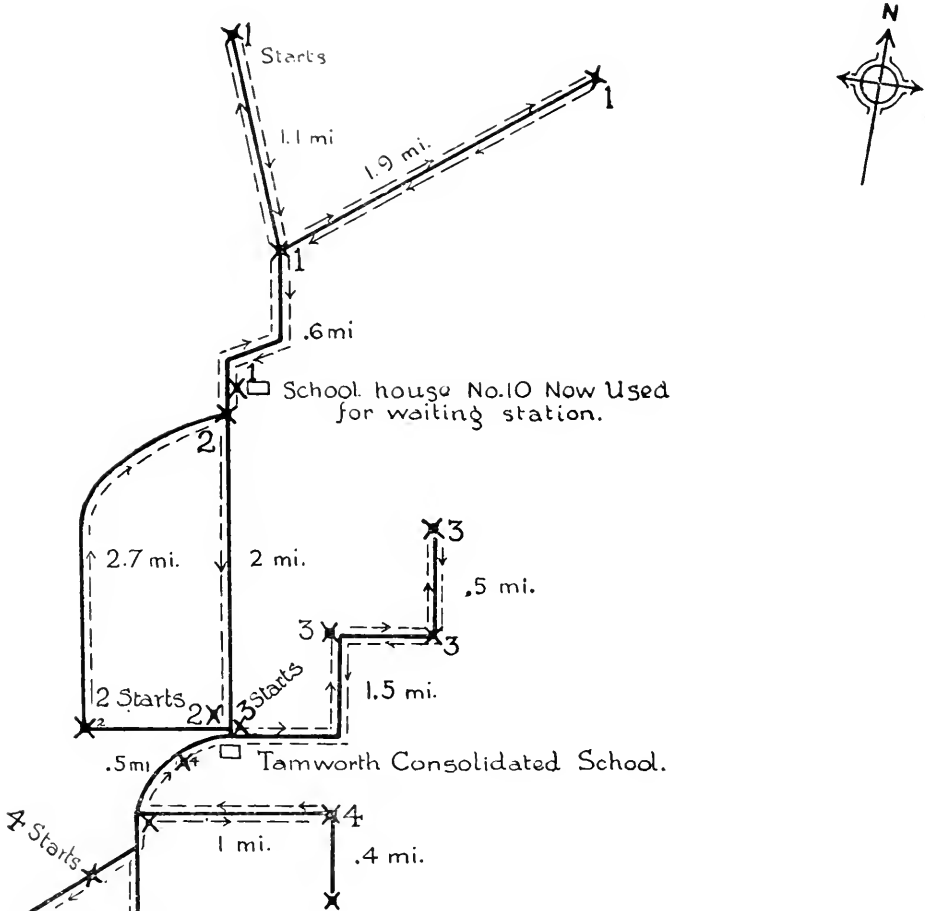 N
1
Starts
1
1.1 mi
1.9 mi.
1
.6 mi
1
School house No.10 Now Used
for waiting station.
2
3
2.7 mi.
2 mi.
.5 mi.
3
3
3 Starts
1.5 mi.
2 Starts
2
2
.5 mi
4
Tamworth Consolidated School.
4 Starts
4
1 mi.
.4 mi.